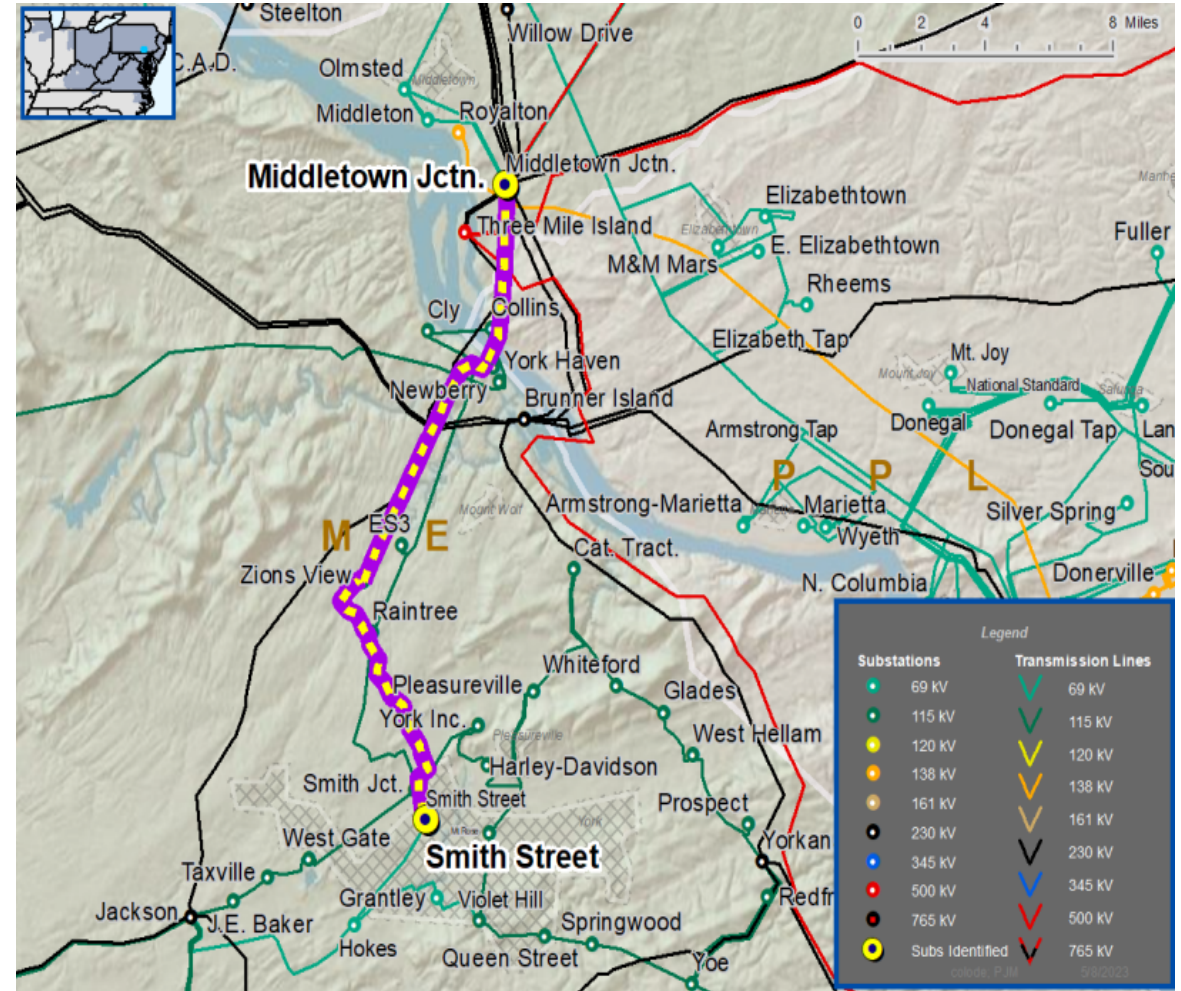 Steelton
Willow Drive
0 2 4 8 Miles
C.A.D.
Olmsted
Middletown
Middleton
Royalton
Middletown Jctn.
Middletown Jctn.
Elizabethtown
Three Mile Island
Elizabethtown
E. Elizabethtown
Fuller
M&M Mars
Rheems
Cly
Collins
Elizabeth Tap
York Haven
Mt. Joy
Mount Joy
National Standard
Newberry
Brunner Island
Donegal
Donegal Tap
Lan
Armstrong Tap
Sou
P P L
Mount Wolf
Armstrong-Marietta
Marietta
Silver Spring
M E
ES3
Wyeth
Cat. Tract.
Zions View
N. Columbia
Donerville
Raintree
Whiteford
Pleasureville
Glades
York Inc.
Pleasureville
West Hellam
Harley-Davidson
Smith Jct.
Smith Street
Prospect
York
West Gate
Yorkan
Smith Street
Taxville
Grantley
Violet Hill
Redfr
Jackson
J.E. Baker
Springwood
Hokes
Queen Street
Yoe
Legend
Substations Transmission Lines
69 kV 69 kV
115 kV 115 kV
120 kV 120 kV
138 kV 138 kV
161 kV 161 kV
230 kV 230 kV
345 kV 345 kV
500 kV 500 kV
765 kV 765 kV
Subs Identified
5/8/2023